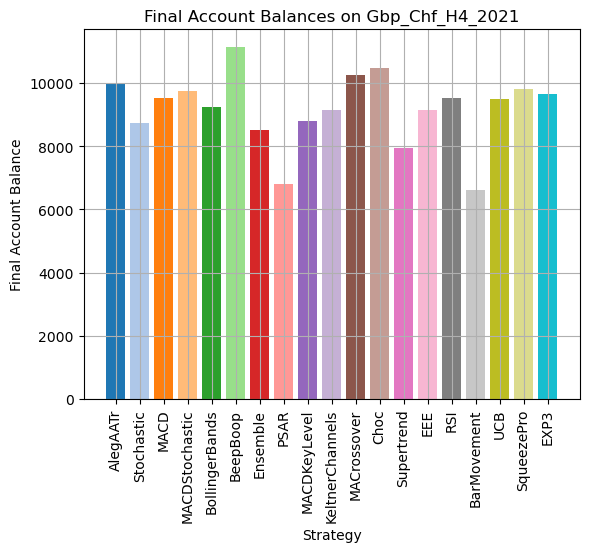 Final Account Balances on Gbp_Chf_H4_2021
Final Account Balance
10000
8000
6000
4000
2000
0
AlegAATr
Stochastic
MACD
MACDStochastic
BollingerBands
BeepBoop
Ensemble
PSAR
MACDKeyLevel
KeltnerChannels
MACrossover
Choc
Supertrend
EEE
RSI
BarMovement
UCB
SqueezePro
EXP3
Strategy